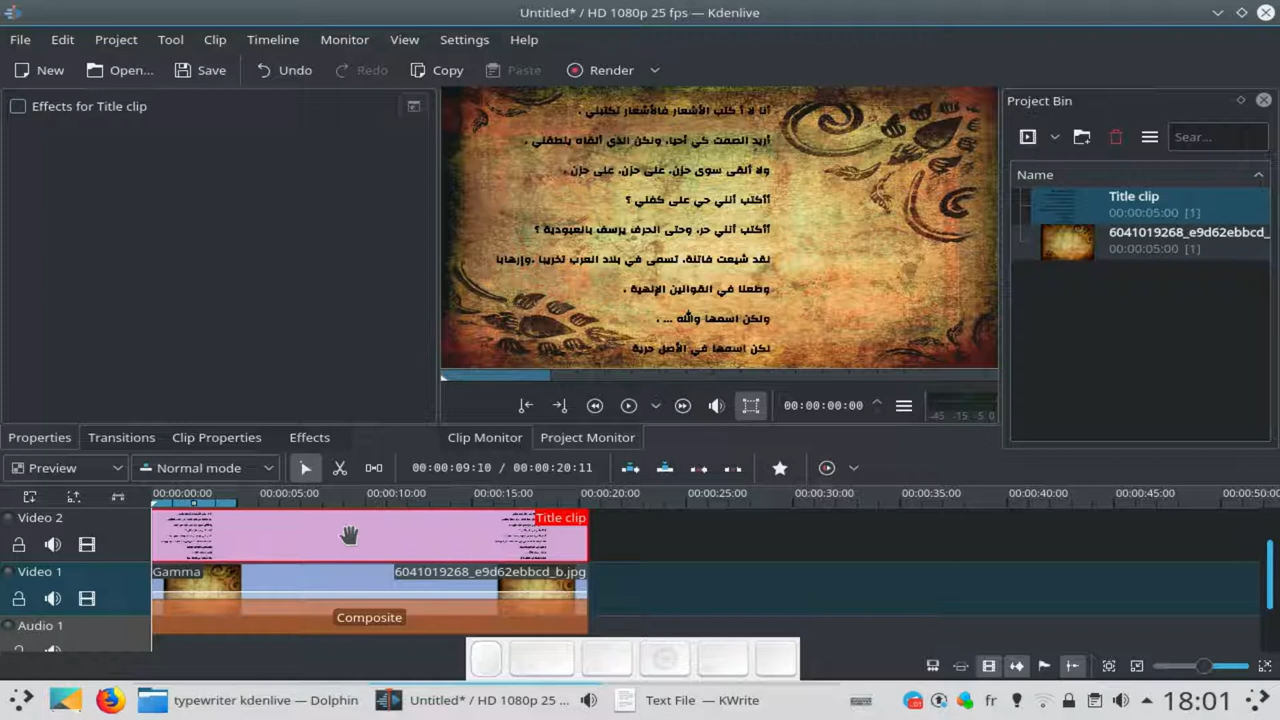 Untitled* / HD 1080p 25 fps — Kdenlive
File Edit Project Tool Clip Timeline Monitor View Settings Help
New Open... Save Undo Redo Copy Paste Render
Effects for Title clip
أنا لا أكتب الأشعار فالأشعار تكتبني .
أريد الصمت كي أحيا، ولكن الذي ألقاه ينطقني .
ولا ألقى سوى حزن، على حزن، على حزن .
أأكتب أنني حي على كفني ؟
أأكتب أنني حر، وحتى الحرف يرسف بالعبودية ؟
لقد شيعت فاتنة، تسمى في بلاد العرب تخريبا ،وإرهابا
وطعنا في القوانين الإلهية .
ولكن اسمها والله ... .
لكن اسمها في الأصل حرية
Project Bin
Sear...
Name
Title clip
00:00:05:00 [1]
6041019268_e9d62ebbcd_
00:00:05:00 [1]
00:00:00:00
-45 -15 -5 0
Properties Transitions Clip Properties Effects
Clip Monitor Project Monitor
Preview Normal mode 00:00:09:10 / 00:00:20:11
00:00:00:00 00:00:05:00 00:00:10:00 00:00:15:00 00:00:20:00 00:00:25:00 00:00:30:00 00:00:35:00 00:00:40:00 00:00:45:00 00:00:50:00
Video 2
Title clip
Video 1
Gamma 6041019268_e9d62ebbcd_b.jpg
Composite
Audio 1
typewriter kdenlive — Dolphin Untitled* / HD 1080p 25 ... Text File — KWrite fr 18:01